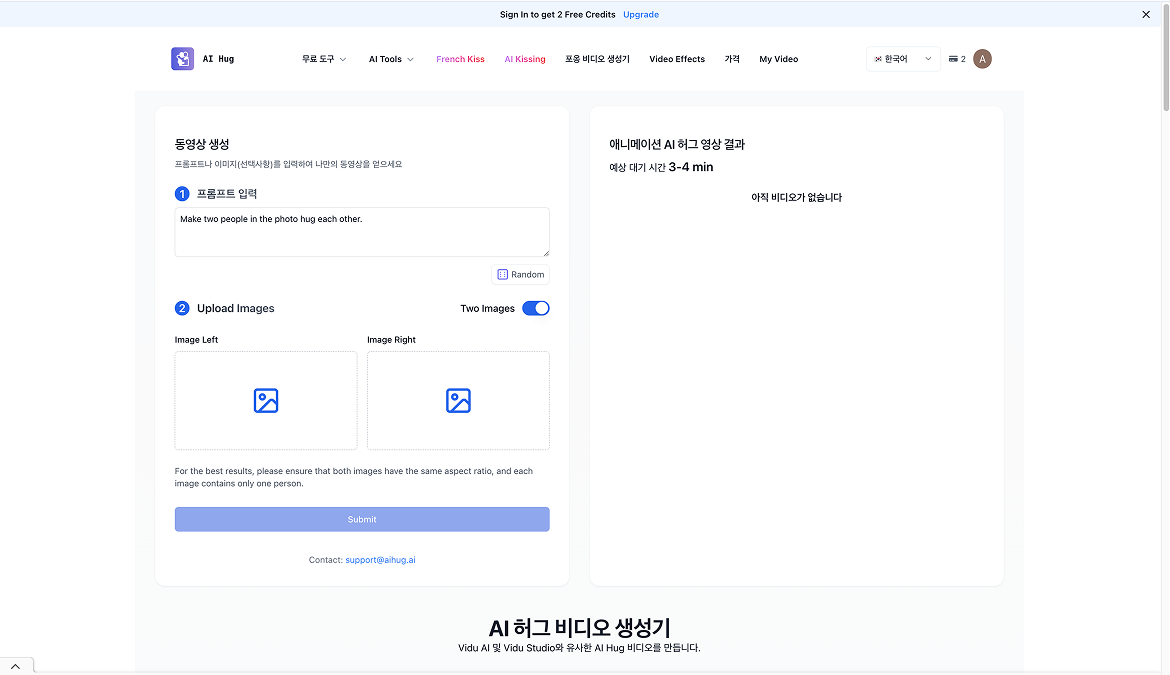 Sign In to get 2 Free Credits Upgrade
AI Hug
무료 도구
AI Tools
French Kiss
AI Kissing
포옹 비디오 생성기
Video Effects
가격
My Video
한국어
2
A
동영상 생성
프롬프트나 이미지(선택사항)를 입력하여 나만의 동영상을 얻으세요
1 프롬프트 입력
Make two people in the photo hug each other.
Random
2 Upload Images
Two Images
Image Left
Image Right
For the best results, please ensure that both images have the same aspect ratio, and each
image contains only one person.
Submit
Contact: support@aihug.ai
애니메이션 AI 허그 영상 결과
예상 대기 시간 3-4 min
아직 비디오가 없습니다
AI 허그 비디오 생성기
Vidu AI 및 Vidu Studio와 유사한 AI Hug 비디오를 만듭니다.